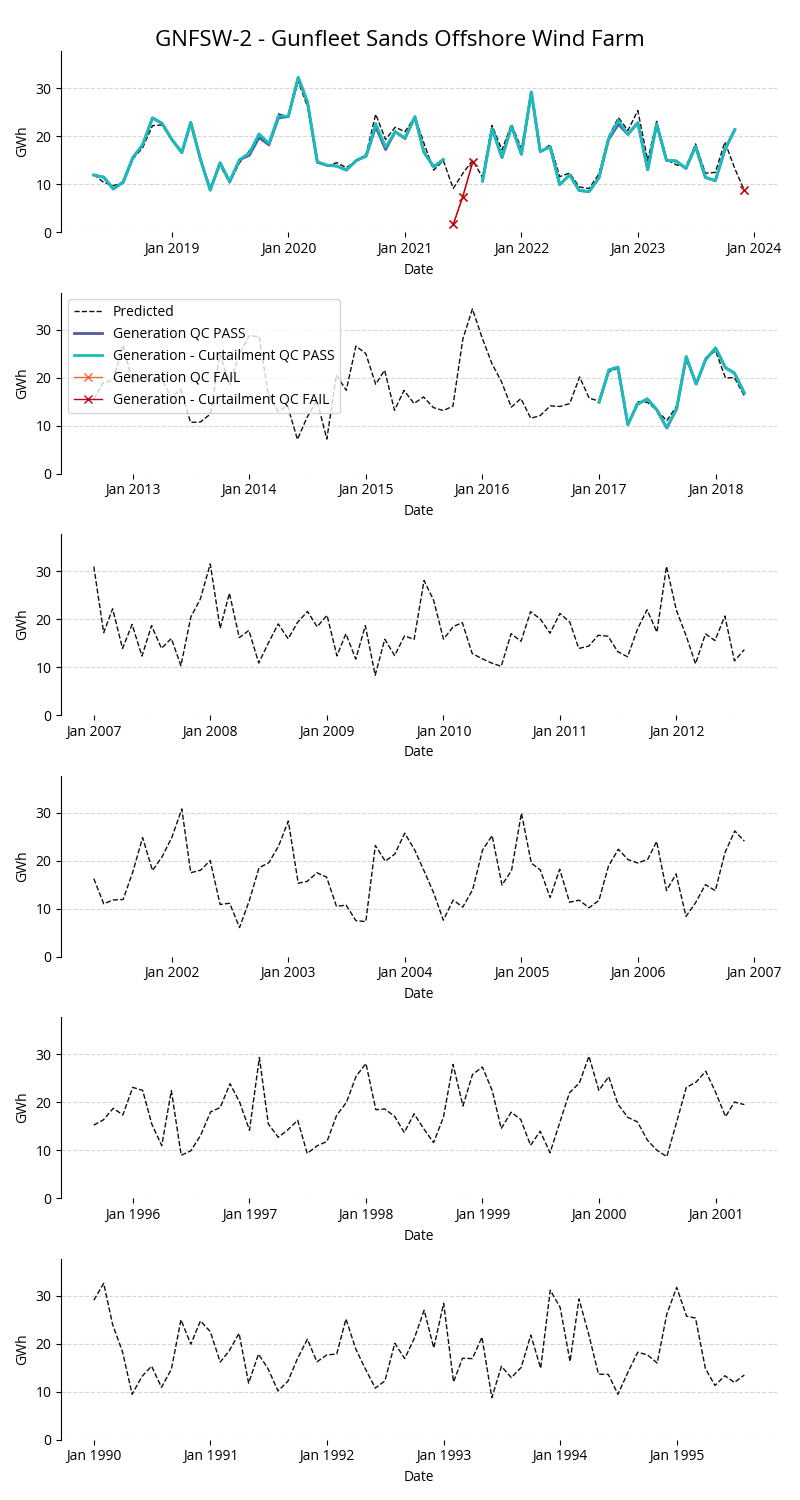 GNFSW-2 - Gunfleet Sands Offshore Wind Farm
GWh
30
20
10
0
Jan 2019 Jan 2020 Jan 2021 Jan 2022 Jan 2023 Jan 2024
Date
Predicted
Generation QC PASS
Generation - Curtailment QC PASS
Generation QC FAIL
Generation - Curtailment QC FAIL
GWh
30
20
10
0
Jan 2013 Jan 2014 Jan 2015 Jan 2016 Jan 2017 Jan 2018
Date
GWh
30
20
10
0
Jan 2007 Jan 2008 Jan 2009 Jan 2010 Jan 2011 Jan 2012
Date
GWh
30
20
10
0
Jan 2002 Jan 2003 Jan 2004 Jan 2005 Jan 2006 Jan 2007
Date
GWh
30
20
10
0
Jan 1996 Jan 1997 Jan 1998 Jan 1999 Jan 2000 Jan 2001
Date
GWh
30
20
10
0
Jan 1990 Jan 1991 Jan 1992 Jan 1993 Jan 1994 Jan 1995
Date